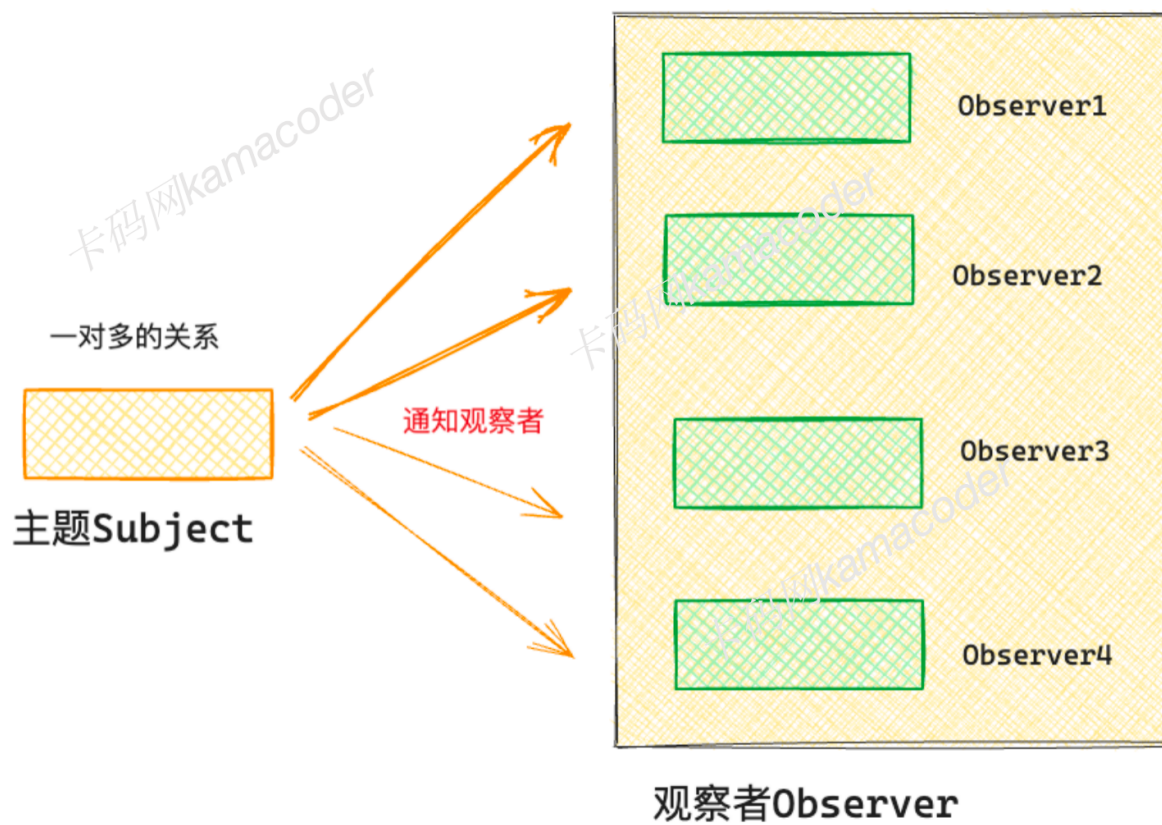 卡码网kamacoder
Observer1
卡码网kamacoder
Observer2
一对多的关系
通知观察者
Observer3
主题Subject
卡码网kamacoder
Observer4
观察者Observer